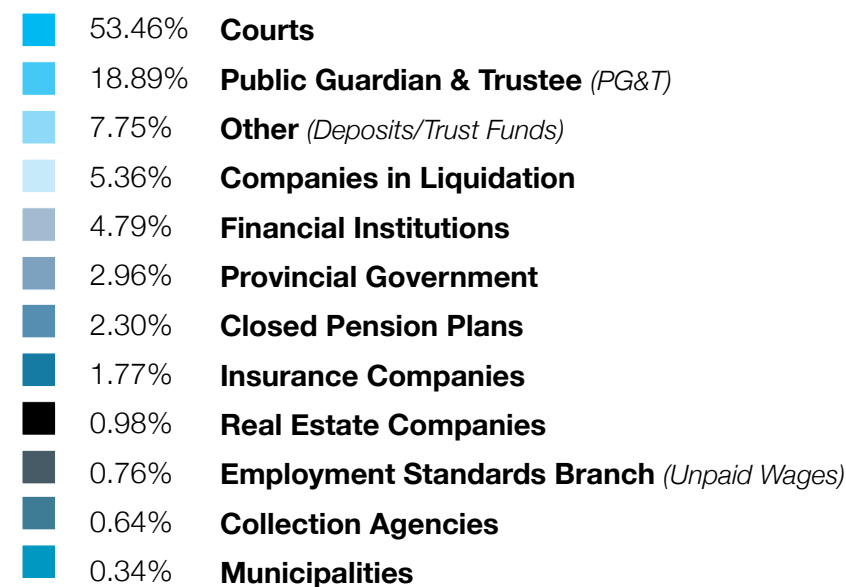 53.46% Courts
18.89% Public Guardian & Trustee (PG&T)
7.75% Other (Deposits/Trust Funds)
5.36% Companies in Liquidation
4.79% Financial Institutions
2.96% Provincial Government
2.30% Closed Pension Plans
1.77% Insurance Companies
0.98% Real Estate Companies
0.76% Employment Standards Branch (Unpaid Wages)
0.64% Collection Agencies
0.34% Municipalities